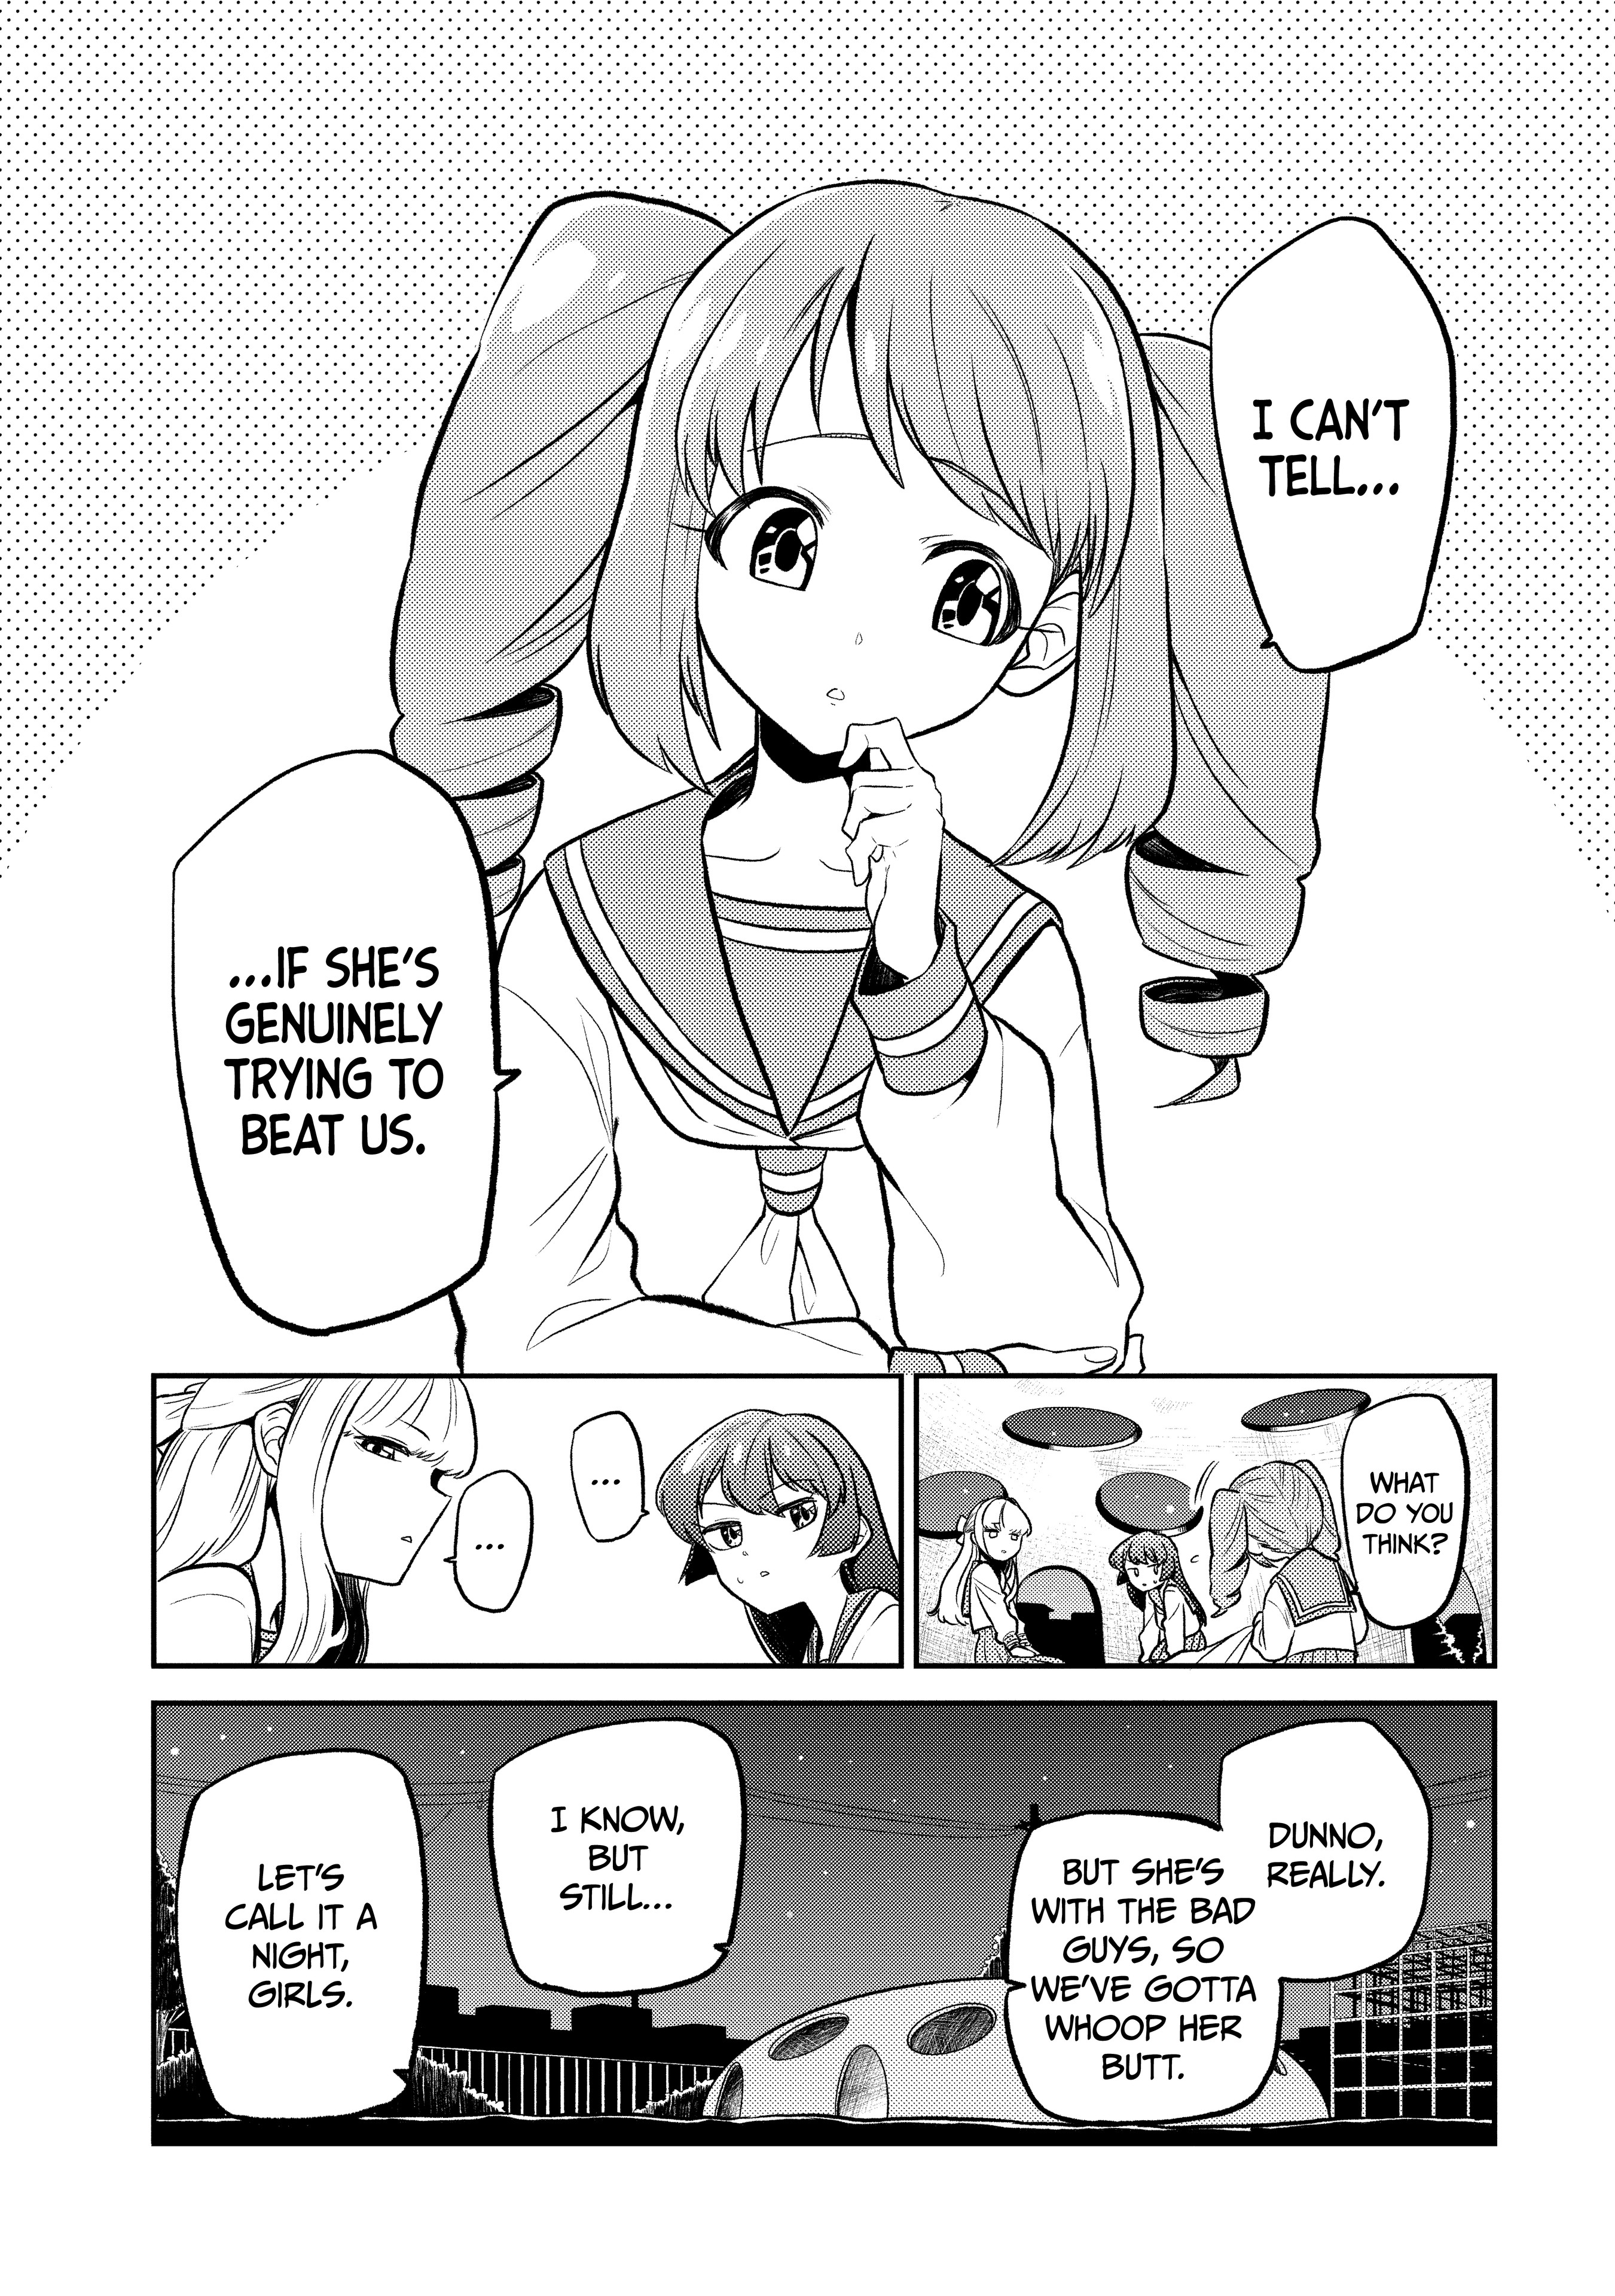 I CAN'T
TELL...
...IF SHE'S
GENUINELY
TRYING TO
BEAT US.
WHAT
DO YOU
THINK?
...
...
DUNNO,
REALLY.
BUT SHE'S
WITH THE BAD
GUYS, SO
WE'VE GOTTA
WHOOP HER
BUTT.
I KNOW,
BUT
STILL...
LET'S
CALL IT A
NIGHT,
GIRLS.